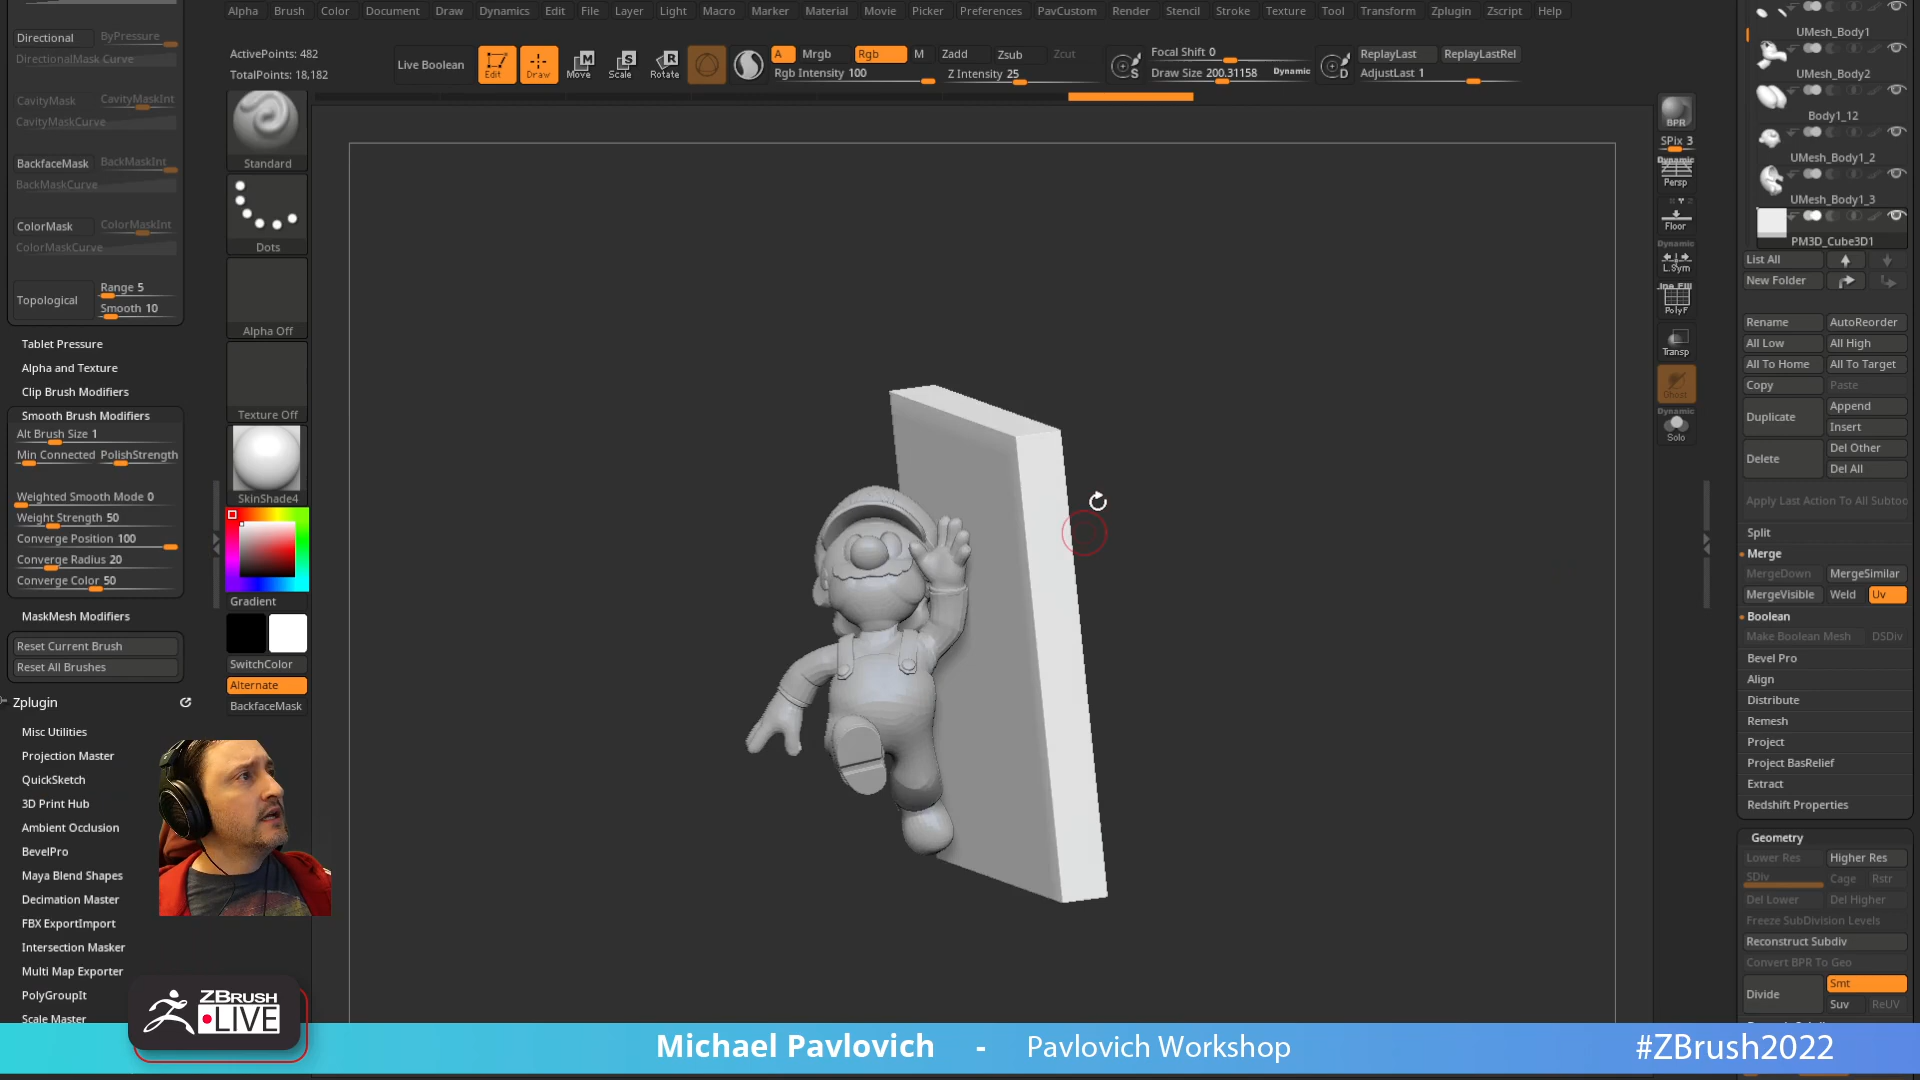 Alpha Brush Color Document Draw Dynamics Edit File Layer Light Macro Marker Material Movie Picker Preferences PavCustom Render Stencil Stroke Texture Tool Transform Zplugin Zscript Help
Directional ByPressure
DirectionalMask Curve
CavityMask CavityMaskInt
CavityMaskCurve
BackfaceMask BackMaskInt
BackMaskCurve
ColorMask ColorMaskInt
ColorMaskCurve
Topological Range 5
Smooth 10
Tablet Pressure
Alpha and Texture
Clip Brush Modifiers
Smooth Brush Modifiers
Alt Brush Size 1
Min Connected PolishStrength
Weighted Smooth Mode 0
Weight Strength 50
Converge Position 100
Converge Radius 20
Converge Color 50
MaskMesh Modifiers
Reset Current Brush
Reset All Brushes
Zplugin
Misc Utilities
Projection Master
QuickSketch
3D Print Hub
Ambient Occlusion
BevelPro
Maya Blend Shapes
Decimation Master
FBX ExportImport
Intersection Masker
Multi Map Exporter
PolyGroupIt
Scale Master
ActivePoints: 482
TotalPoints: 18,182
Live Boolean
Edit
Draw
Move
Scale
Rotate
A Mrgb Rgb M Zadd Zsub Zcut
Rgb Intensity 100 Z Intensity 25
Focal Shift 0
Draw Size 200.31158 Dynamic
S
D
ReplayLast ReplayLastRel
AdjustLast 1
Standard
Dots
Alpha Off
Texture Off
SkinShade4
Gradient
SwitchColor
Alternate
BackfaceMask
BPR
SPix 3
Dynamic
Persp
Floor
Dynamic
L.Sym
Line Fill
PolyF
Transp
Ghost
Dynamic
Solo
UMesh_Body1
UMesh_Body2
Body1_12
UMesh_Body1_2
UMesh_Body1_3
PM3D_Cube3D1
List All
New Folder
Rename AutoReorder
All Low All High
All To Home All To Target
Copy Paste
Duplicate Append
Insert
Delete Del Other
Del All
Apply Last Action To All Subtoo
Split
Merge
MergeDown MergeSimilar
MergeVisible Weld Uv
Boolean
Make Boolean Mesh DSDiv
Bevel Pro
Align
Distribute
Remesh
Project
Project BasRelief
Extract
Redshift Properties
Geometry
Lower Res Higher Res
SDiv Cage Rstr
Del Lower Del Higher
Freeze SubDivision Levels
Reconstruct Subdiv
Convert BPR To Geo
Divide Smt
Suv ReUV
ZBRUSH
LIVE
Michael Pavlovich - Pavlovich Workshop #ZBrush2022